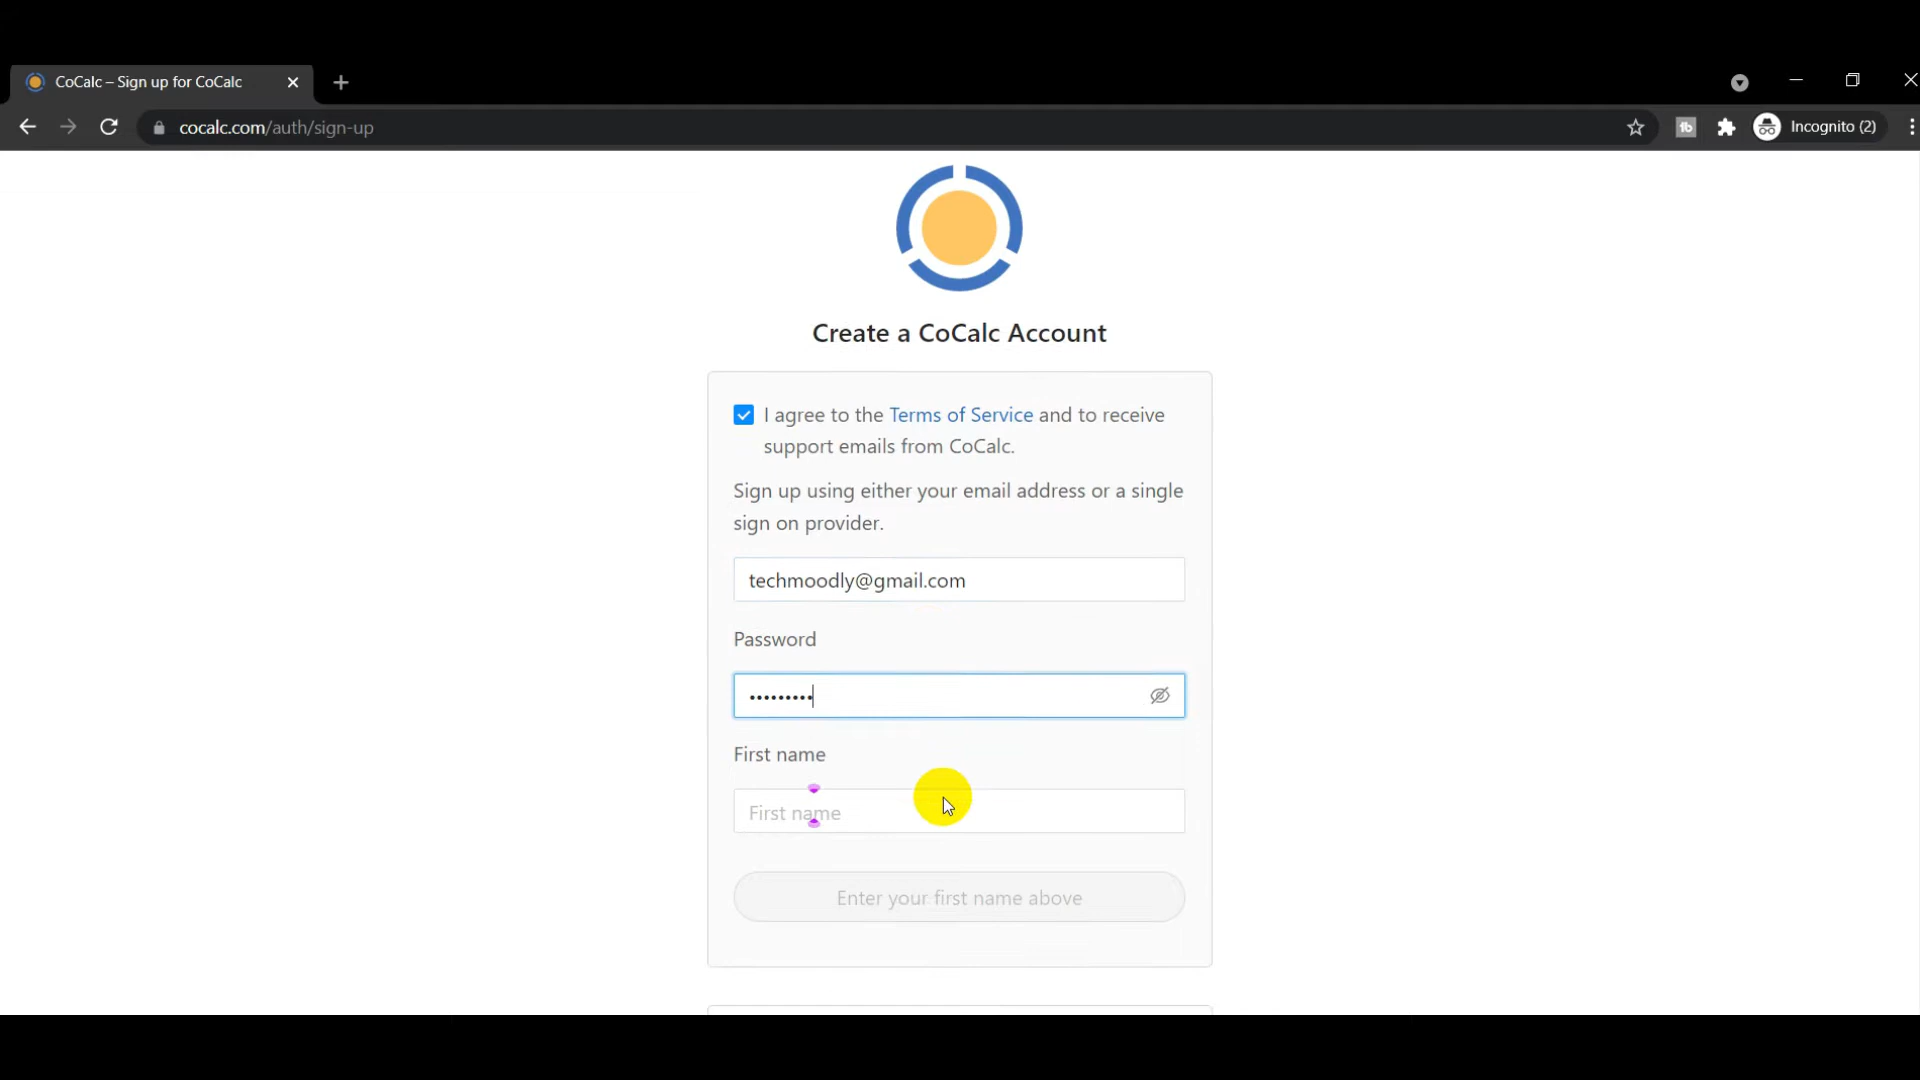 CoCalc – Sign up for CoCalc
cocalc.com/auth/sign-up
Incognito (2)
Create a CoCalc Account
I agree to the Terms of Service and to receive
support emails from CoCalc.
Sign up using either your email address or a single
sign on provider.
techmoodly@gmail.com
Password
•••••••••
First name
First name
Enter your first name above